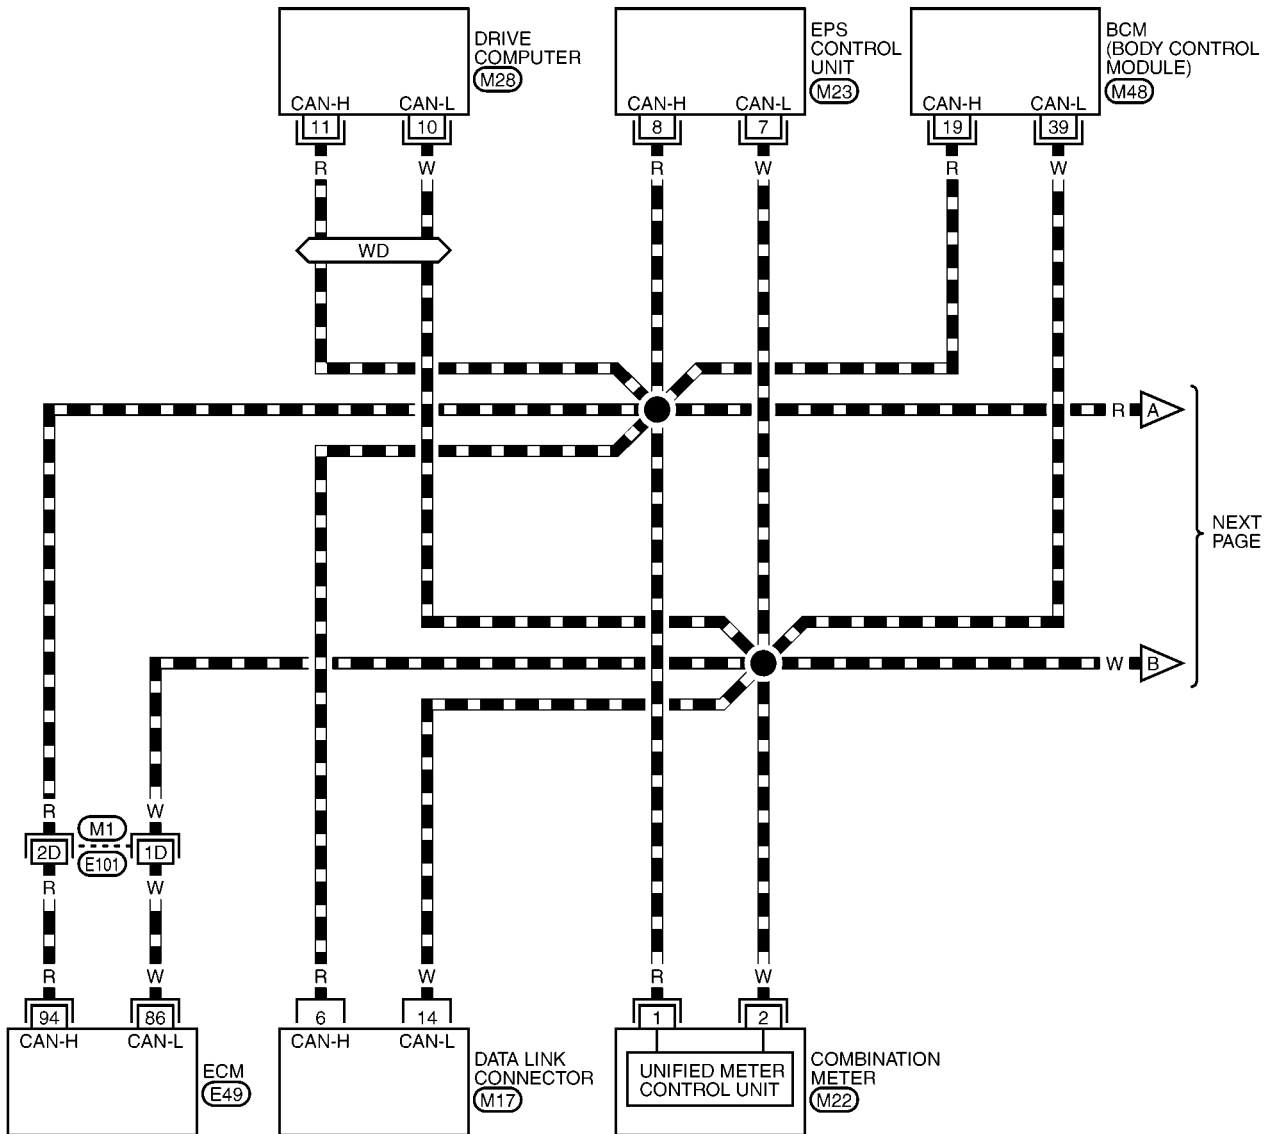 DRIVE
COMPUTER
M28
CAN-H CAN-L
11 10
R W
WD
EPS
CONTROL
UNIT
M23
CAN-H CAN-L
8 7
R W
BCM
(BODY CONTROL
MODULE)
M48
CAN-H CAN-L
19 39
R W
R A
NEXT
PAGE
W B
R W
M1
2D 1D
E101
R W
R W
94 86
CAN-H CAN-L
ECM
E49
R W
6 14
CAN-H CAN-L
DATA LINK
CONNECTOR
M17
R W
1 2
UNIFIED METER
CONTROL UNIT
COMBINATION
METER
M22